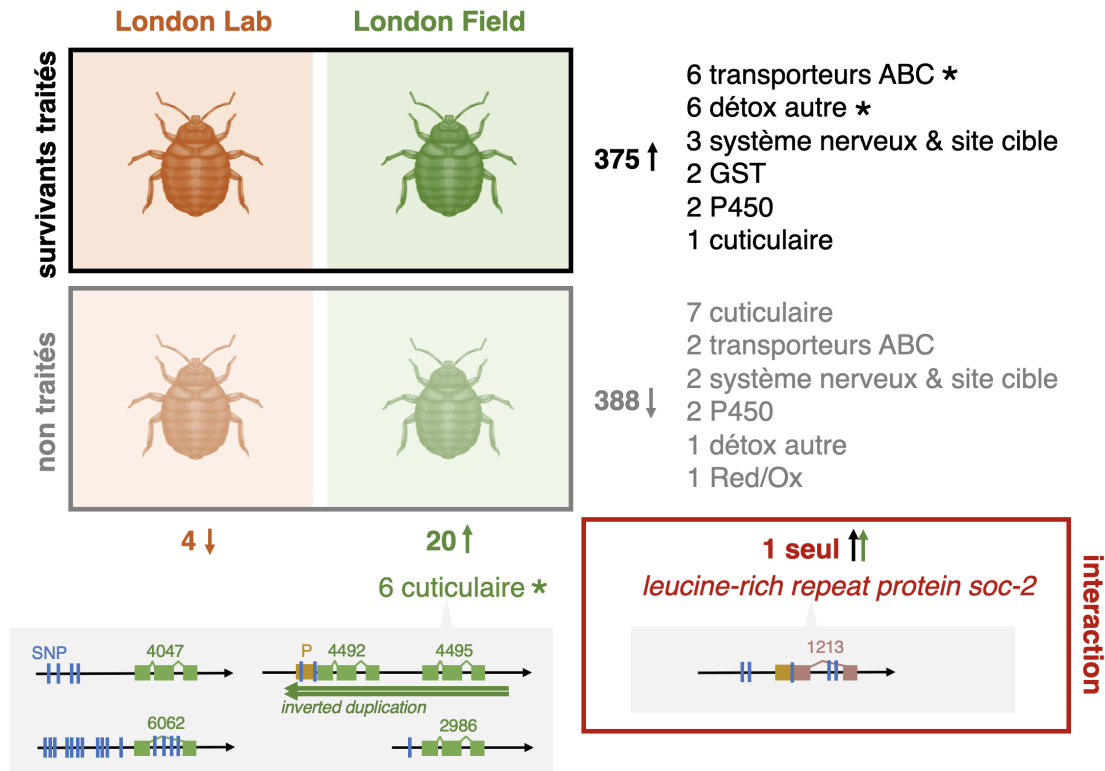 London Lab
London Field
survivants traités
375
6 transporteurs ABC *
6 détox autre *
3 système nerveux & site cible
2 GST
2 P450
1 cuticulaire
non traités
388
7 cuticulaire
2 transporteurs ABC
2 système nerveux & site cible
2 P450
1 détox autre
1 Red/Ox
4
20
6 cuticulaire *
SNP
4047
P
4492
4495
inverted duplication
6062
2986
1 seul
leucine-rich repeat protein soc-2
1213
interaction